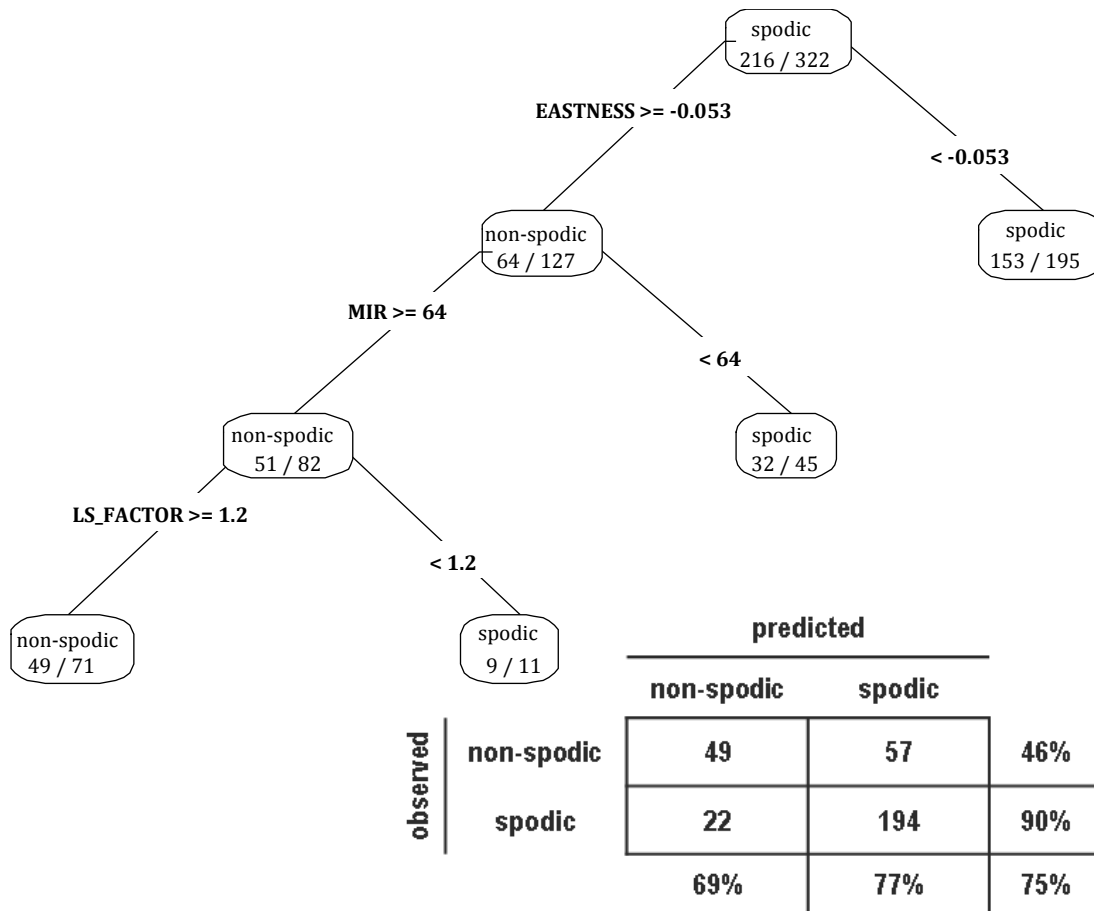 spodic
216 / 322
EASTNESS >= -0.053
< -0.053
non-spodic
64 / 127
spodic
153 / 195
MIR >= 64
< 64
non-spodic
51 / 82
spodic
32 / 45
LS_FACTOR >= 1.2
< 1.2
non-spodic
49 / 71
spodic
9 / 11
predicted
non-spodic spodic
observed
non-spodic 49 57 46%
spodic 22 194 90%
69% 77% 75%